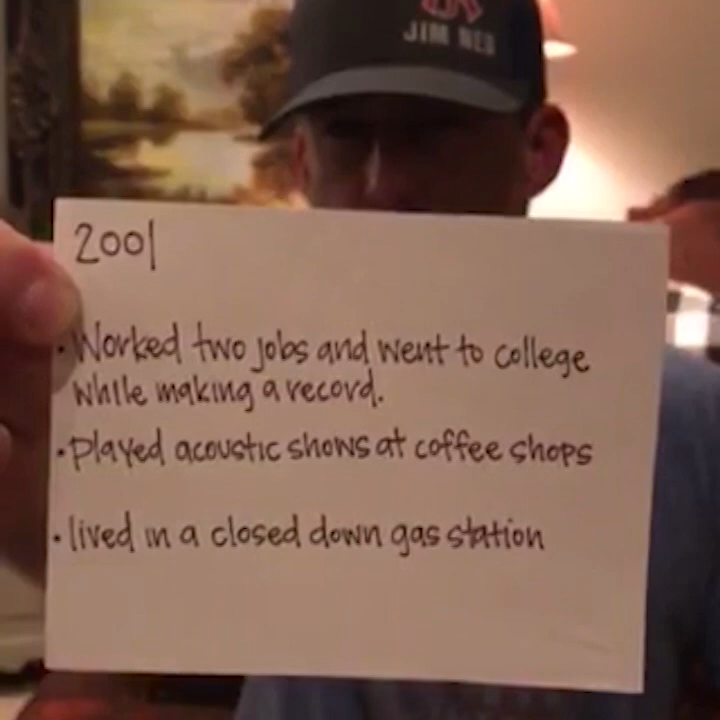 JIM NED
2001
• Worked two jobs and went to college
while making a record.
• played acoustic shows at coffee shops
• lived in a closed down gas station